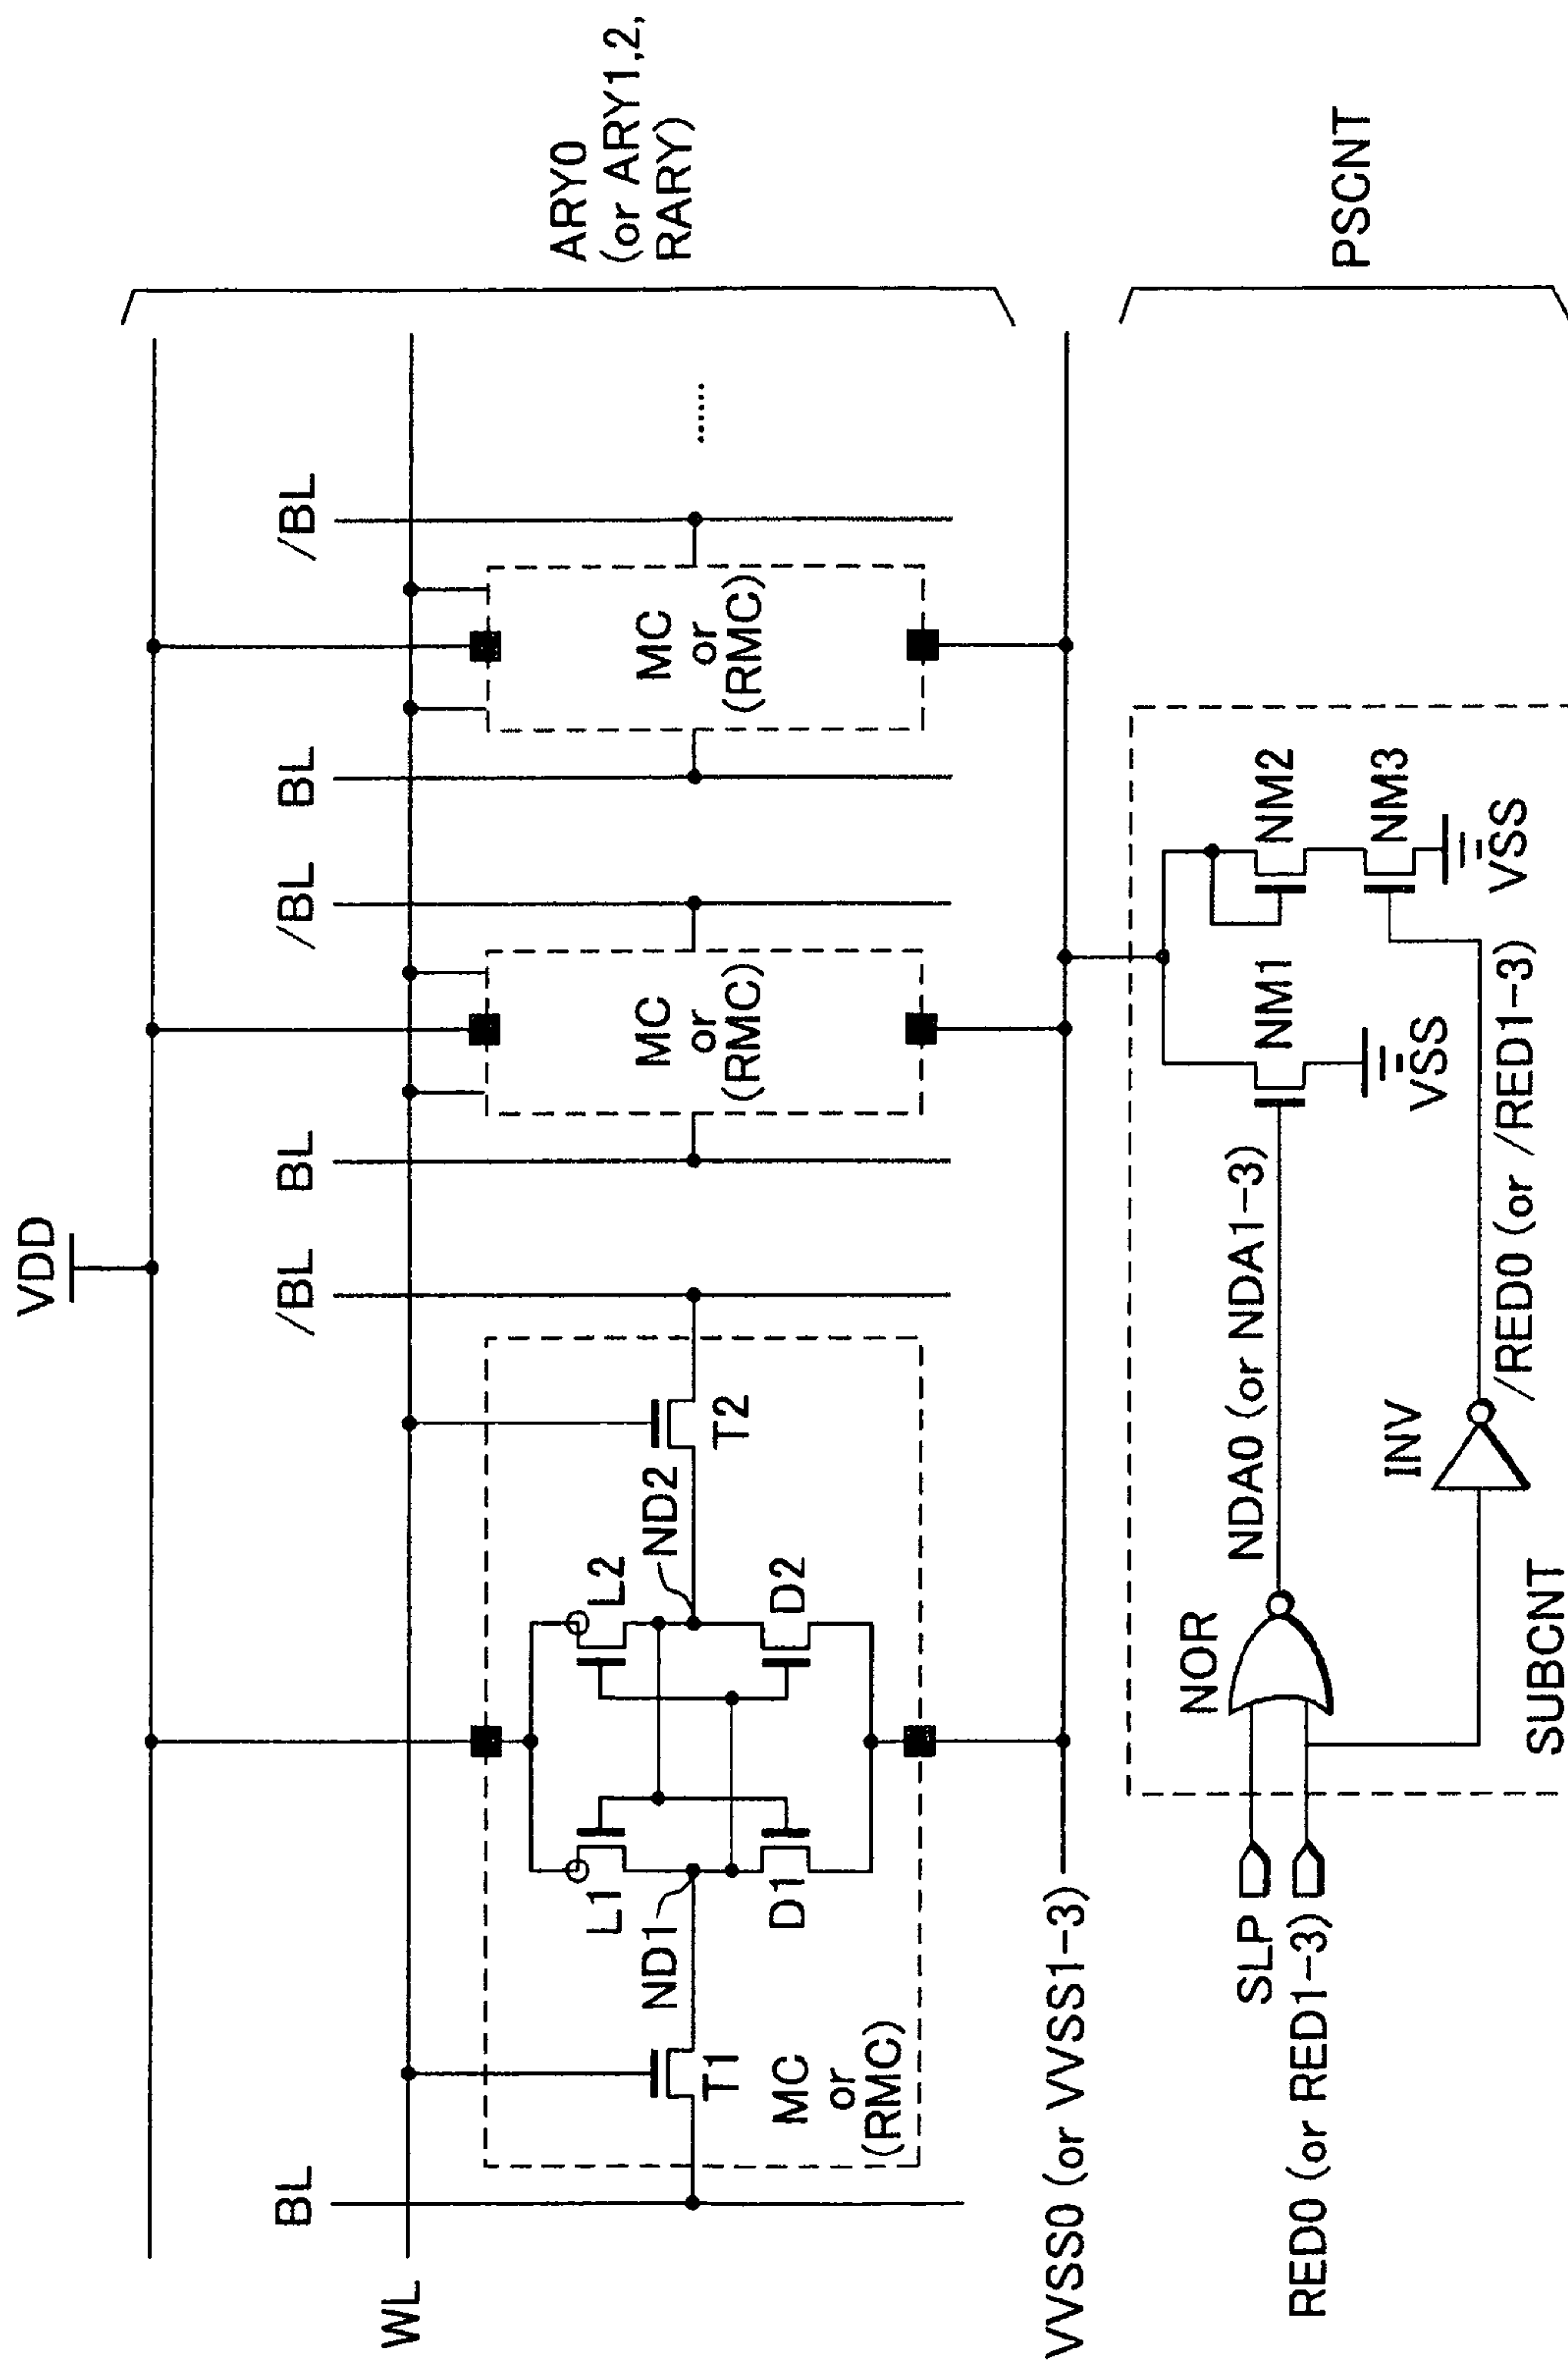 VDD
BL
/BL
BL
/BL
BL
/BL
WL
ARY0
(or ARY1,2,
RARY)
L1
L2
ND1
ND2
T1
T2
D1
D2
MC
or
(RMC)
MC
or
(RMC)
MC
or
(RMC)
......
VVSS0 (or VVSS1-3)
PSCNT
SLP
RED0 (or RED1-3)
NOR
NDA0 (or NDA1-3)
NM1
NM2
NM3
VSS
VSS
INV
/RED0 (or /RED1-3)
SUBCNT